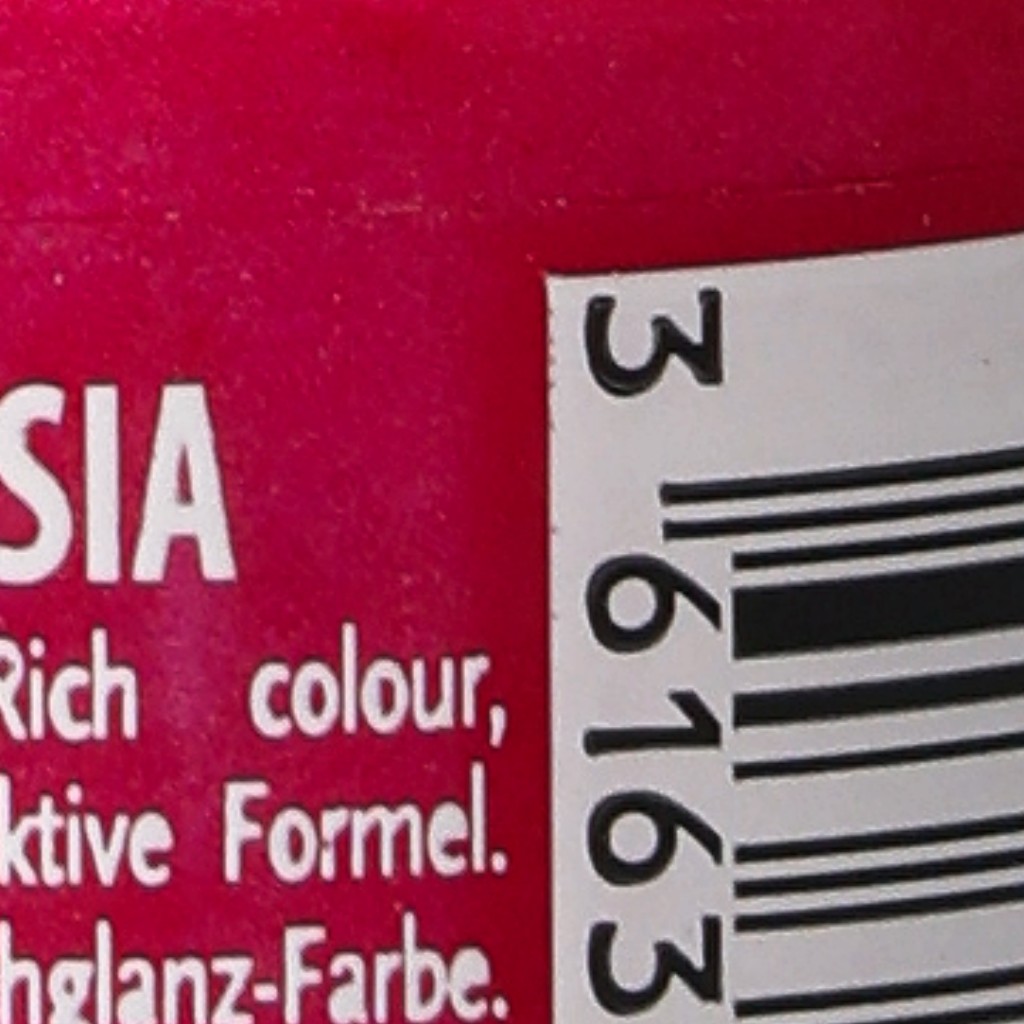 SIA
Rich colour,
ktive Formel.
hglanz-Farbe.
3 6163